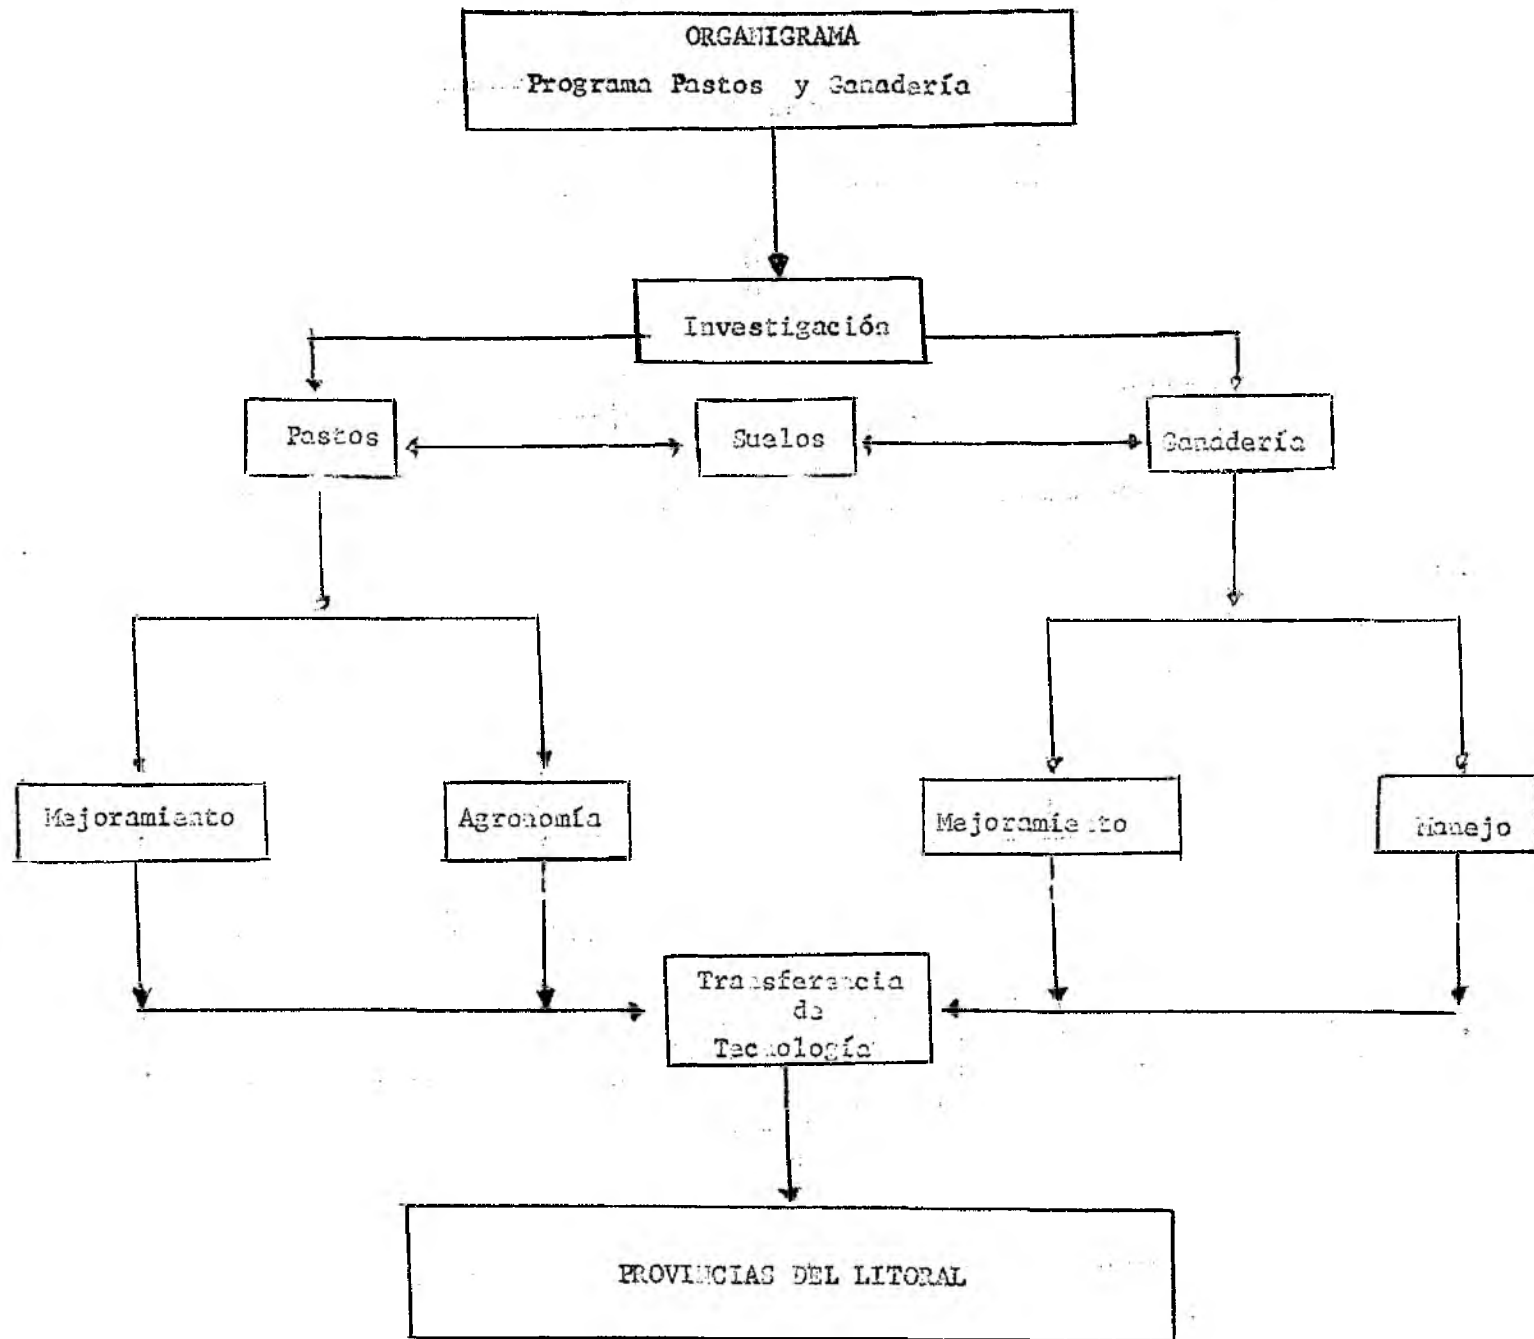 ORGANIGRAMA
Programa Pastos y Ganadería
Investigación
Pastos
Suelos
Ganadería
Mejoramiento
Agronomía
Mejoramiento
Manejo
Transferencia
de
Tecnología
PROVINCIAS DEL LITORAL